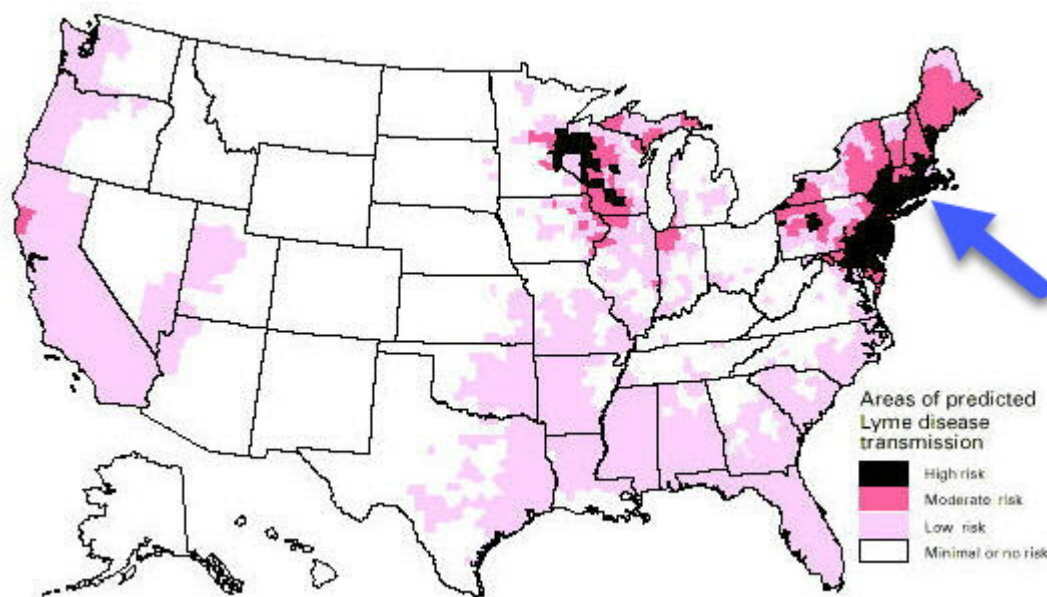 Areas of predicted
Lyme disease
transmission
High risk
Moderate risk
Low risk
Minimal or no risk